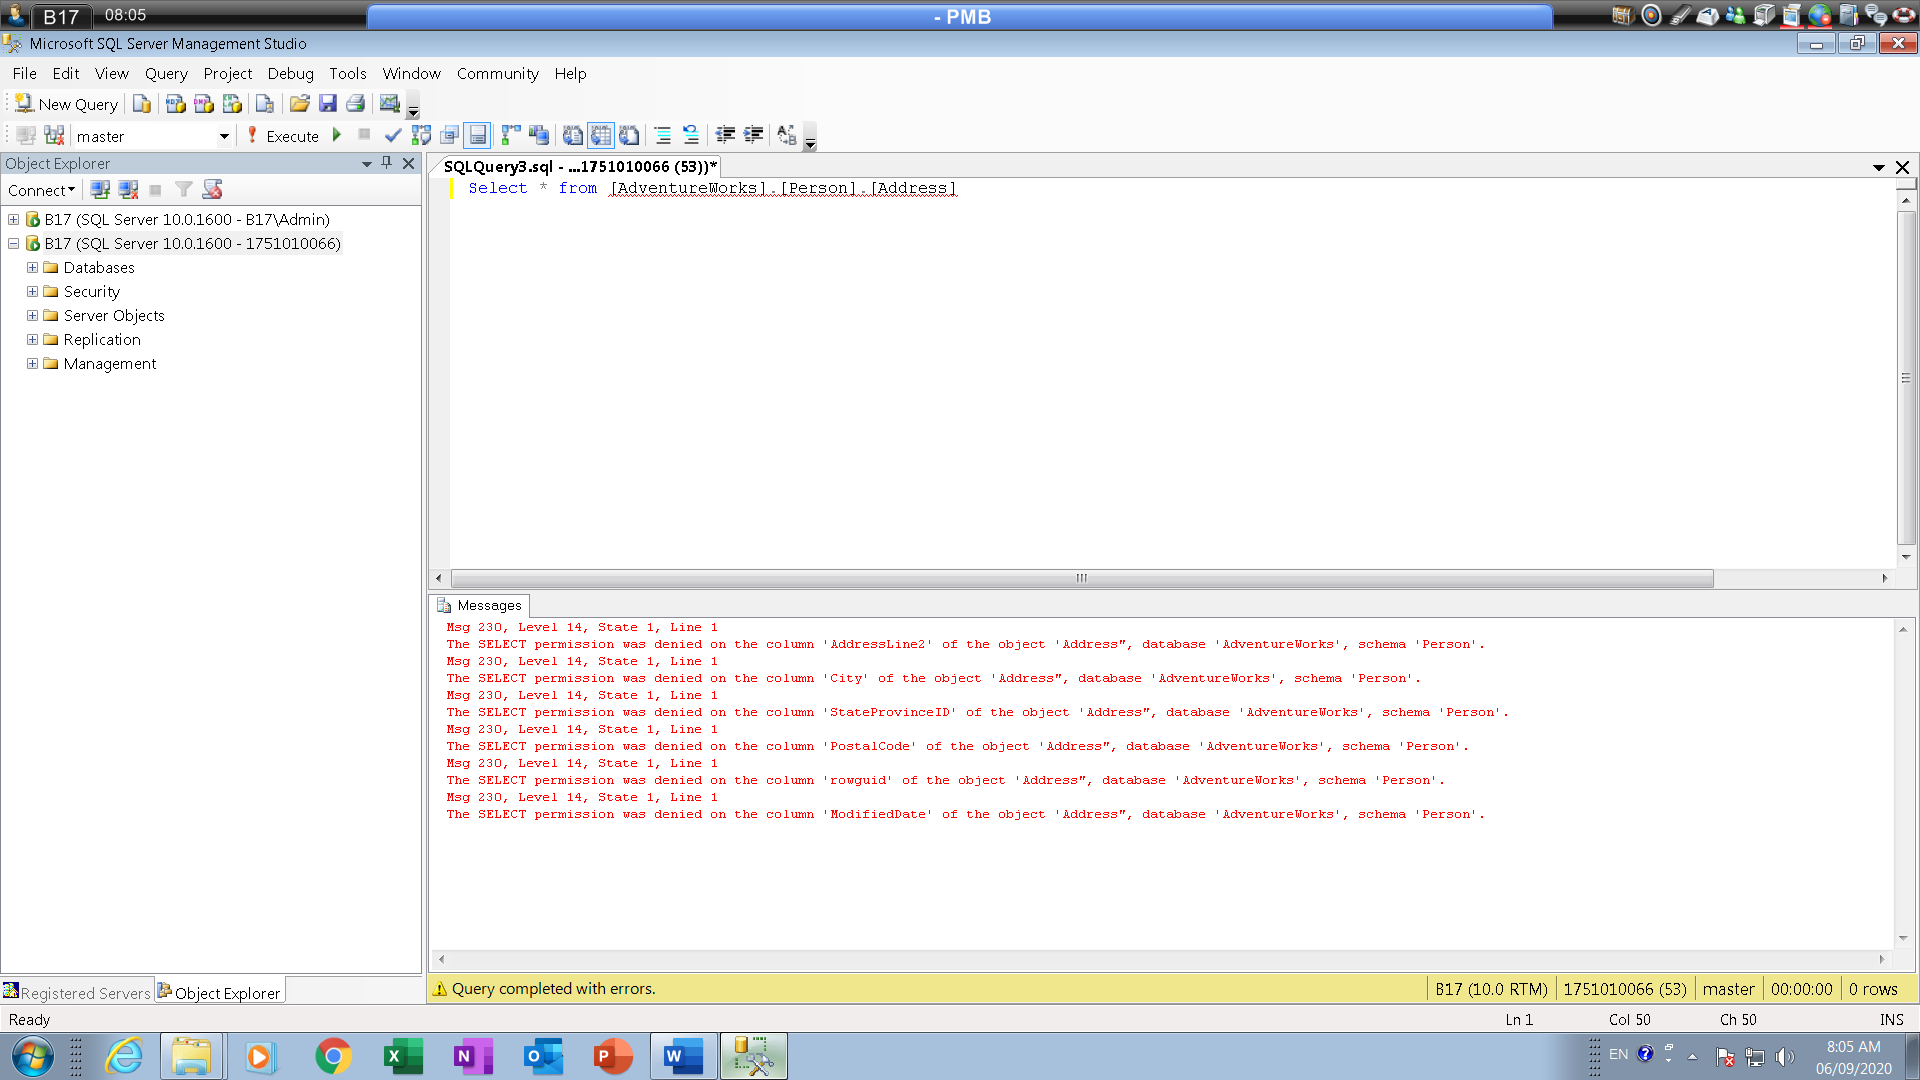 B17 08:05 - PMB
Microsoft SQL Server Management Studio
File Edit View Query Project Debug Tools Window Community Help
New Query
master Execute
Object Explorer
Connect
B17 (SQL Server 10.0.1600 - B17\Admin)
B17 (SQL Server 10.0.1600 - 1751010066)
Databases
Security
Server Objects
Replication
Management
Registered Servers Object Explorer
SQLQuery3.sql - ...1751010066 (53))*
Select * from [AdventureWorks].[Person].[Address]
Messages
Msg 230, Level 14, State 1, Line 1
The SELECT permission was denied on the column 'AddressLine2' of the object 'Address", database 'AdventureWorks', schema 'Person'.
Msg 230, Level 14, State 1, Line 1
The SELECT permission was denied on the column 'City' of the object 'Address", database 'AdventureWorks', schema 'Person'.
Msg 230, Level 14, State 1, Line 1
The SELECT permission was denied on the column 'StateProvinceID' of the object 'Address", database 'AdventureWorks', schema 'Person'.
Msg 230, Level 14, State 1, Line 1
The SELECT permission was denied on the column 'PostalCode' of the object 'Address", database 'AdventureWorks', schema 'Person'.
Msg 230, Level 14, State 1, Line 1
The SELECT permission was denied on the column 'rowguid' of the object 'Address", database 'AdventureWorks', schema 'Person'.
Msg 230, Level 14, State 1, Line 1
The SELECT permission was denied on the column 'ModifiedDate' of the object 'Address", database 'AdventureWorks', schema 'Person'.
Query completed with errors. B17 (10.0 RTM) 1751010066 (53) master 00:00:00 0 rows
Ready Ln 1 Col 50 Ch 50 INS
EN 8:05 AM
06/09/2020